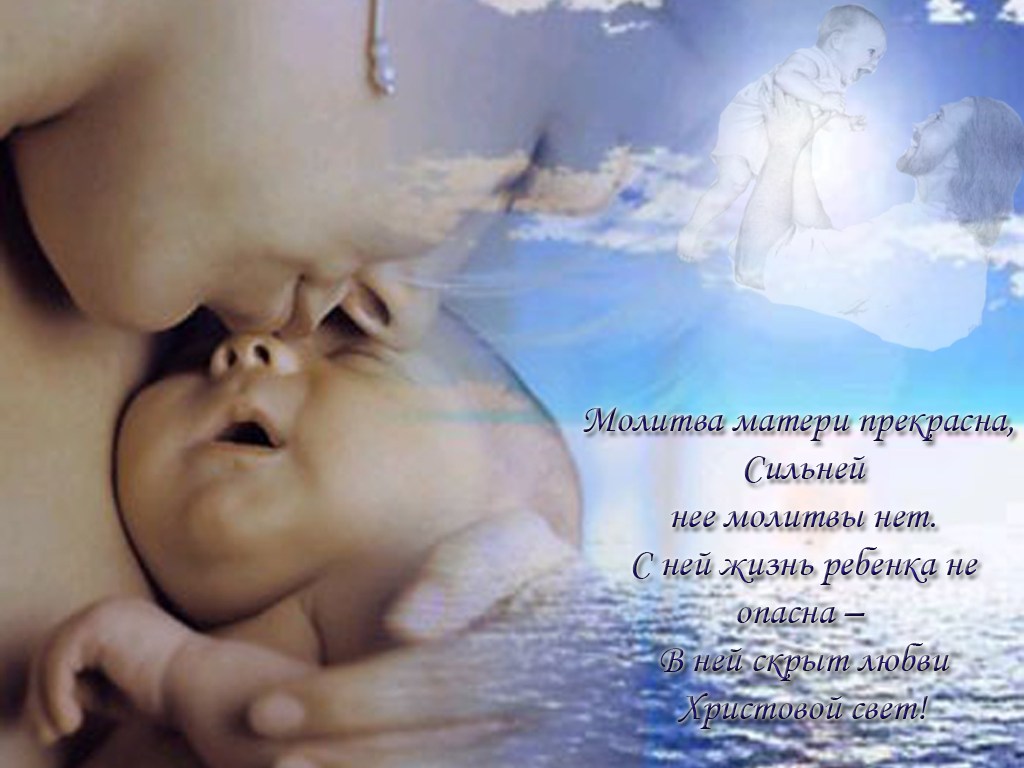 Молитва матери прекрасна,
Сильней
нее молитвы нет.
С ней жизнь ребенка не
опасна –
В ней скрыт любви
Христовой свет!